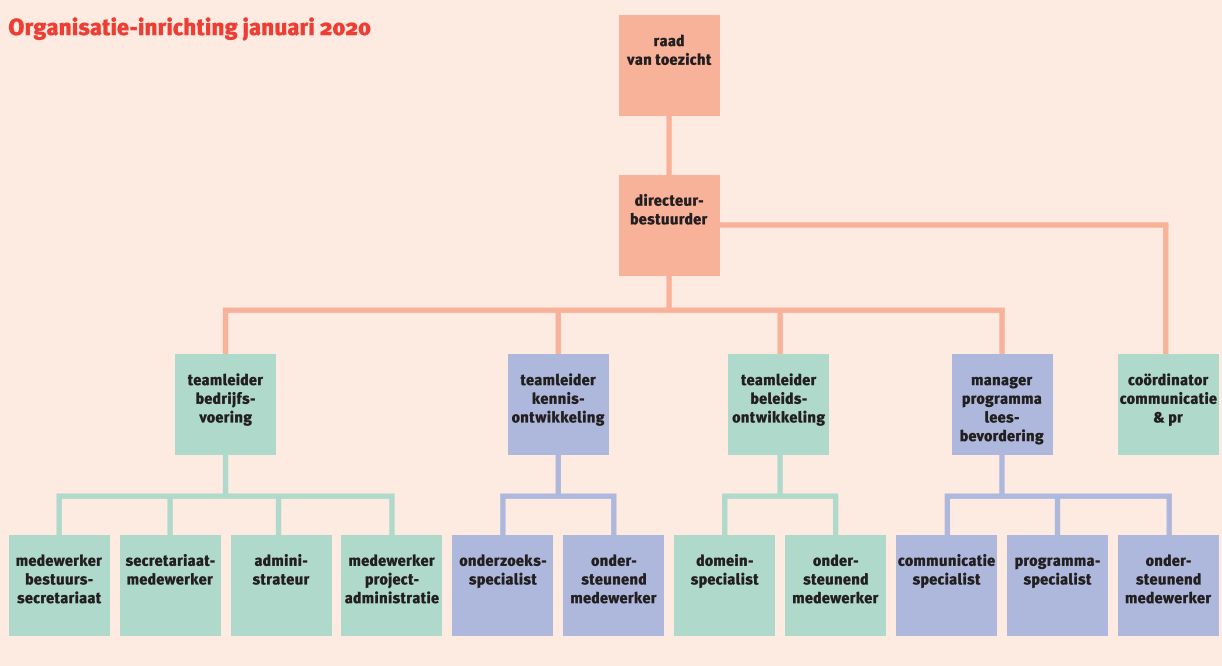 Organisatie-inrichting januari 2020
raad
van toezicht
directeur-
bestuurder
teamleider
bedrijfs-
voering
teamleider
kennis-
ontwikkeling
teamleider
beleids-
ontwikkeling
manager
programma
lees-
bevordering
coördinator
communicatie
& pr
medewerker
bestuurs-
secretariaat
secretariaat-
medewerker
admini-
strateur
medewerker
project-
administratie
onderzoeks-
specialist
onder-
steunend
medewerker
domein-
specialist
onder-
steunend
medewerker
communicatie
specialist
programma-
specialist
onder-
steunend
medewerker